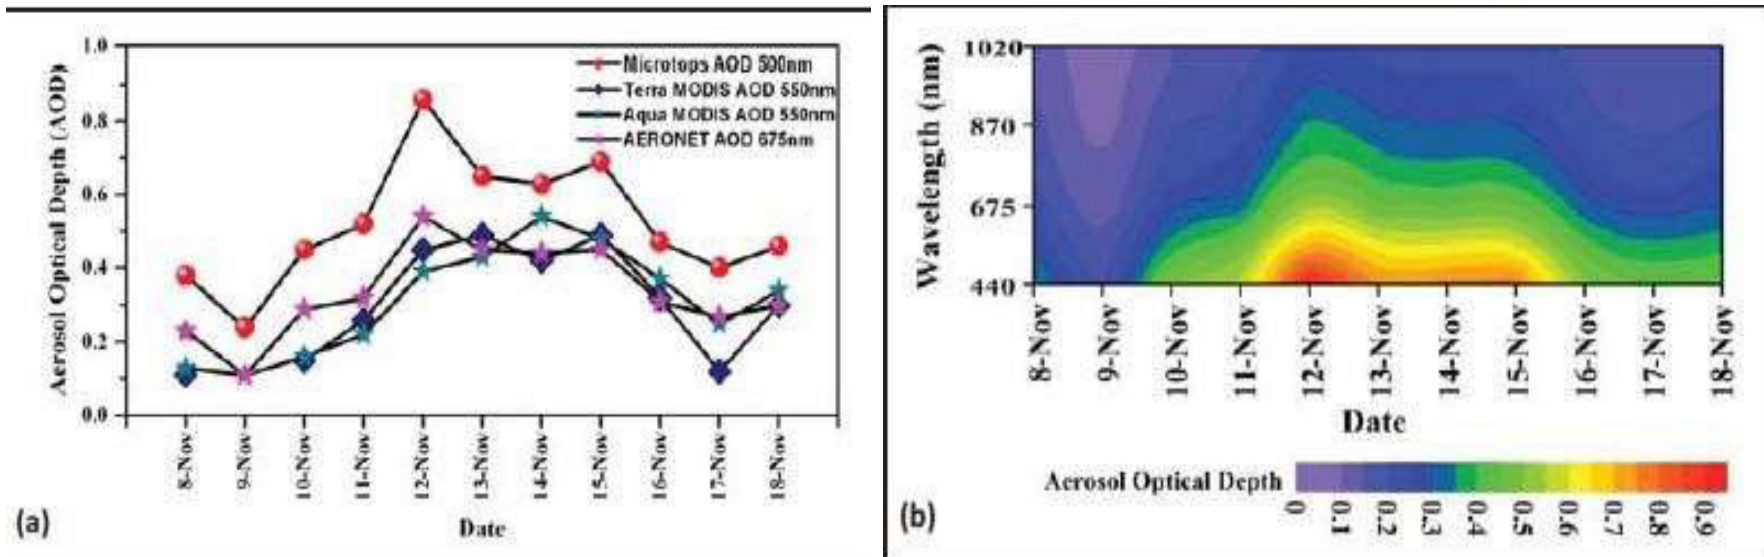 1.0
0.8
0.6
0.4
0.2
0.0
Aerosol Optical Depth (AOD)
Microtops AOD 500nm
Terra MODIS AOD 550nm
Aqua MODIS AOD 550nm
AERONET AOD 675nm
8-Nov
9-Nov
10-Nov
11-Nov
12-Nov
13-Nov
14-Nov
15-Nov
16-Nov
17-Nov
18-Nov
Date
(a)
1020
870
675
440
Wavelength (nm)
8-Nov
9-Nov
10-Nov
11-Nov
12-Nov
13-Nov
14-Nov
15-Nov
16-Nov
17-Nov
18-Nov
Date
Aerosol Optical Depth
0
0.1
0.2
0.3
0.4
0.5
0.6
0.7
0.8
0.9
(b)